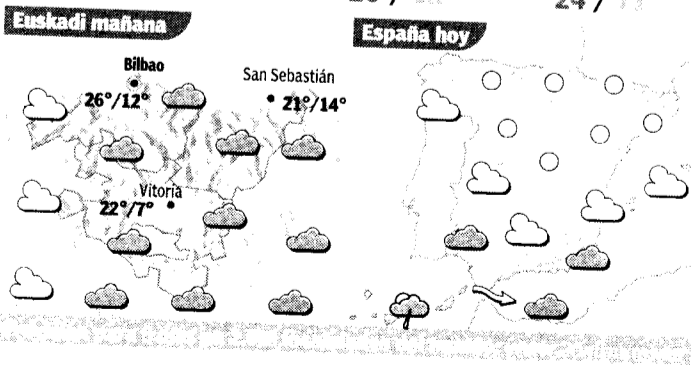 Euskadi mañana
España hoy
Bilbao
26°/12°
San Sebastián
21°/14°
Vitoria
22°/7°